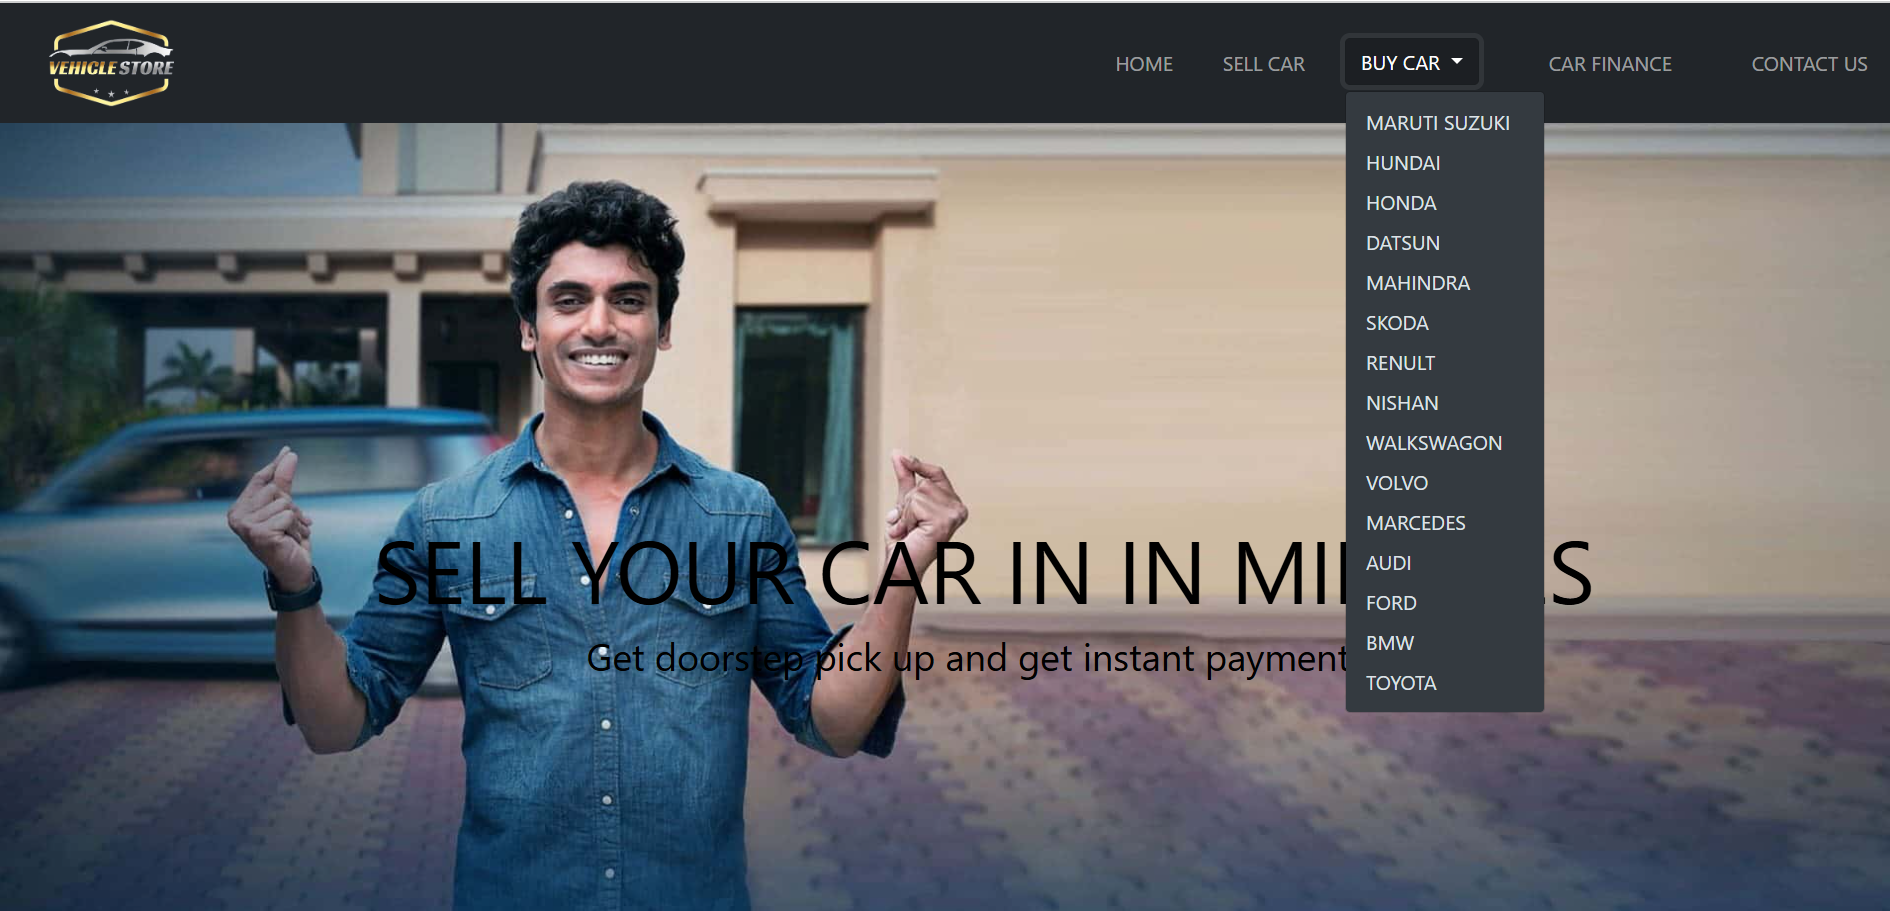 VEHICLE STORE
HOME SELL CAR BUY CAR CAR FINANCE CONTACT US
MARUTI SUZUKI
HUNDAI
HONDA
DATSUN
MAHINDRA
SKODA
RENULT
NISHAN
WALKSWAGON
VOLVO
MARCEDES
AUDI
FORD
BMW
TOYOTA
SELL YOUR CAR IN IN
Get doorstep pick up and get instant payment